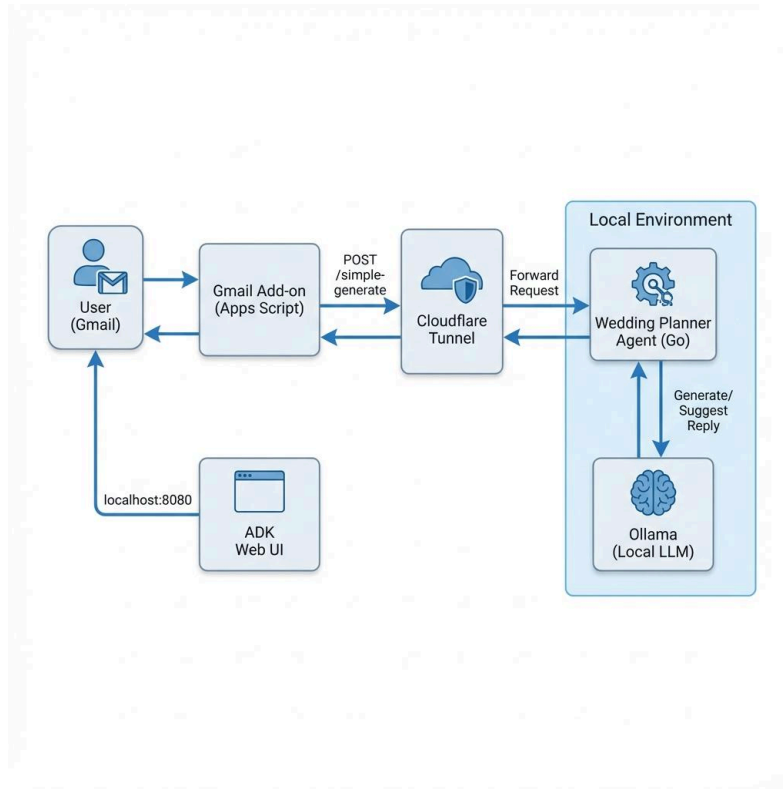 Local Environment
User
(Gmail)
Gmail Add-on
(Apps Script)
POST
/simple-
generate
Cloudflare
Tunnel
Forward
Request
Wedding Planner
Agent (Go)
Generate/
Suggest
Reply
Ollama
(Local LLM)
localhost:8080
ADK
Web UI